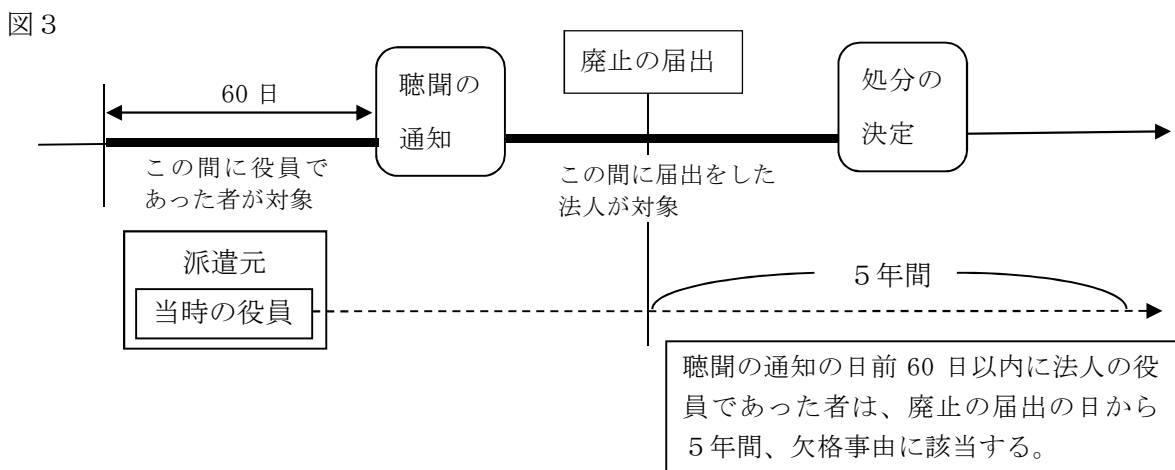 図３
60 日
聴聞の
通知
廃止の届出
処分の
決定
この間に役員で
あった者が対象
この間に届出をした
法人が対象
派遣元
当時の役員
５年間
聴聞の通知の日前 60 日以内に法人の役
員であった者は、廃止の届出の日から
５年間、欠格事由に該当する。